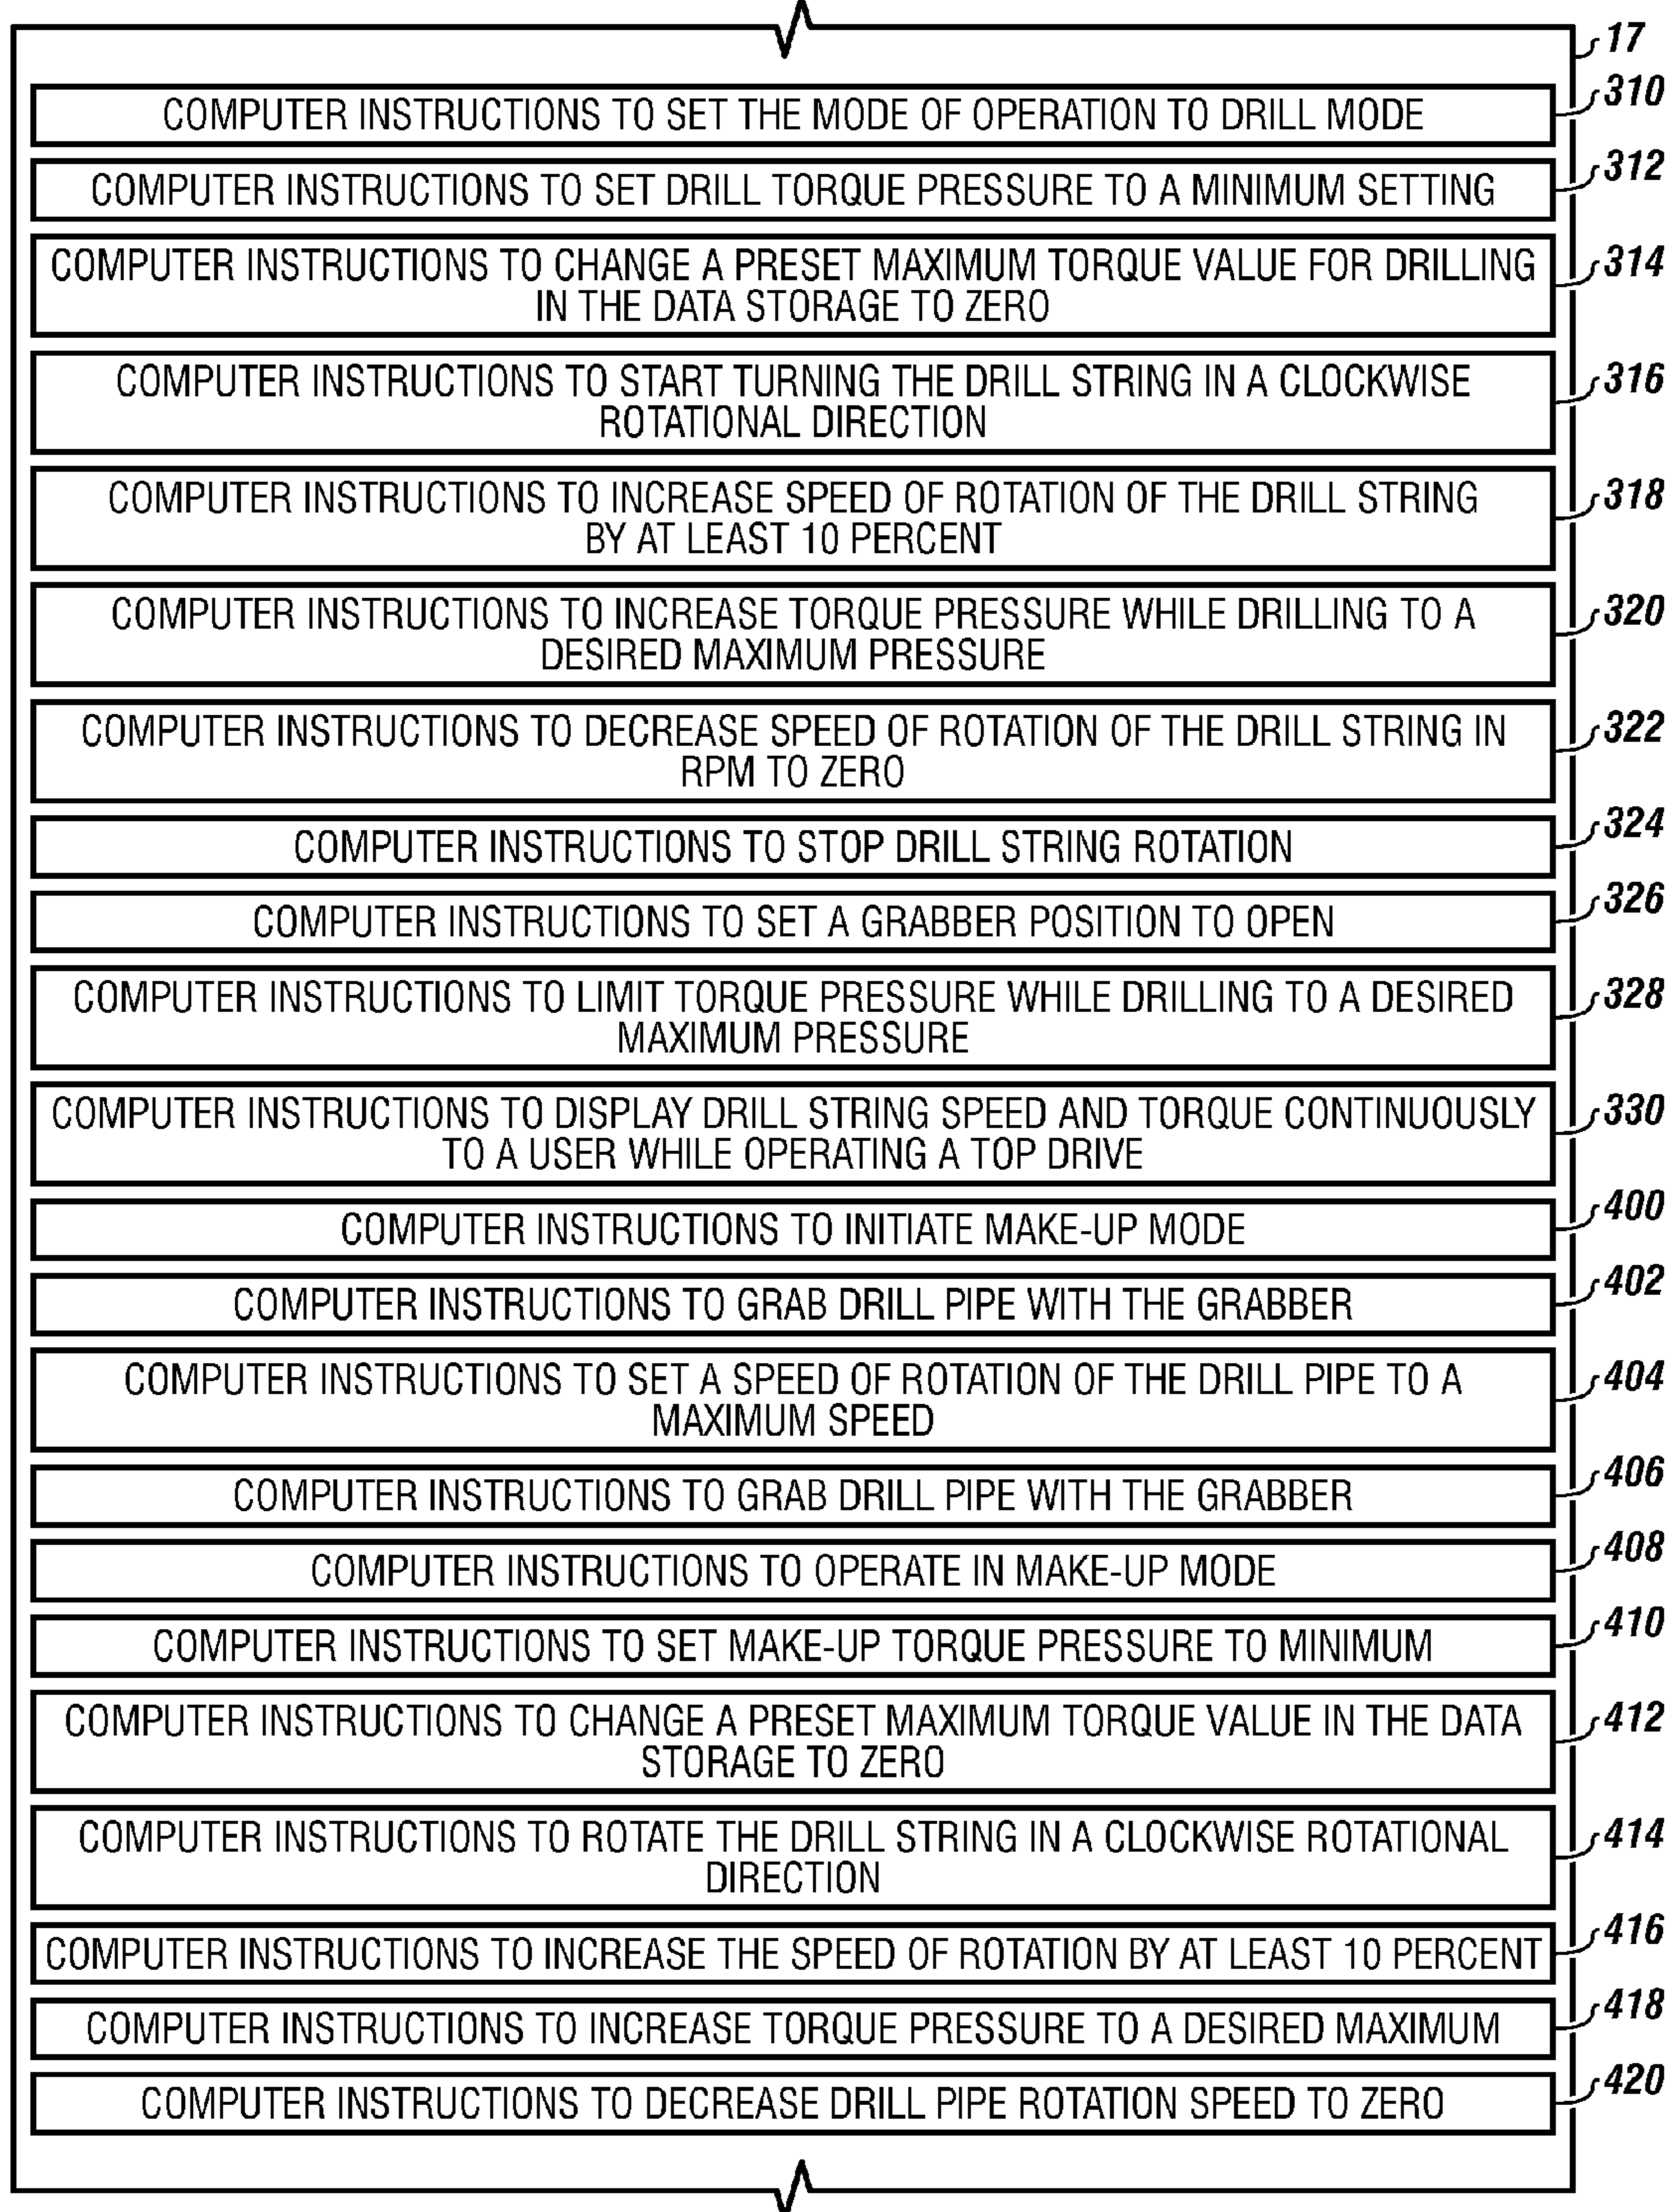 17
COMPUTER INSTRUCTIONS TO SET THE MODE OF OPERATION TO DRILL MODE
310
COMPUTER INSTRUCTIONS TO SET DRILL TORQUE PRESSURE TO A MINIMUM SETTING
312
COMPUTER INSTRUCTIONS TO CHANGE A PRESET MAXIMUM TORQUE VALUE FOR DRILLING
IN THE DATA STORAGE TO ZERO
314
COMPUTER INSTRUCTIONS TO START TURNING THE DRILL STRING IN A CLOCKWISE
ROTATIONAL DIRECTION
316
COMPUTER INSTRUCTIONS TO INCREASE SPEED OF ROTATION OF THE DRILL STRING
BY AT LEAST 10 PERCENT
318
COMPUTER INSTRUCTIONS TO INCREASE TORQUE PRESSURE WHILE DRILLING TO A
DESIRED MAXIMUM PRESSURE
320
COMPUTER INSTRUCTIONS TO DECREASE SPEED OF ROTATION OF THE DRILL STRING IN
RPM TO ZERO
322
COMPUTER INSTRUCTIONS TO STOP DRILL STRING ROTATION
324
COMPUTER INSTRUCTIONS TO SET A GRABBER POSITION TO OPEN
326
COMPUTER INSTRUCTIONS TO LIMIT TORQUE PRESSURE WHILE DRILLING TO A DESIRED
MAXIMUM PRESSURE
328
COMPUTER INSTRUCTIONS TO DISPLAY DRILL STRING SPEED AND TORQUE CONTINUOUSLY
TO A USER WHILE OPERATING A TOP DRIVE
330
COMPUTER INSTRUCTIONS TO INITIATE MAKE-UP MODE
400
COMPUTER INSTRUCTIONS TO GRAB DRILL PIPE WITH THE GRABBER
402
COMPUTER INSTRUCTIONS TO SET A SPEED OF ROTATION OF THE DRILL PIPE TO A
MAXIMUM SPEED
404
COMPUTER INSTRUCTIONS TO GRAB DRILL PIPE WITH THE GRABBER
406
COMPUTER INSTRUCTIONS TO OPERATE IN MAKE-UP MODE
408
COMPUTER INSTRUCTIONS TO SET MAKE-UP TORQUE PRESSURE TO MINIMUM
410
COMPUTER INSTRUCTIONS TO CHANGE A PRESET MAXIMUM TORQUE VALUE IN THE DATA
STORAGE TO ZERO
412
COMPUTER INSTRUCTIONS TO ROTATE THE DRILL STRING IN A CLOCKWISE ROTATIONAL
DIRECTION
414
COMPUTER INSTRUCTIONS TO INCREASE THE SPEED OF ROTATION BY AT LEAST 10 PERCENT
416
COMPUTER INSTRUCTIONS TO INCREASE TORQUE PRESSURE TO A DESIRED MAXIMUM
418
COMPUTER INSTRUCTIONS TO DECREASE DRILL PIPE ROTATION SPEED TO ZERO
420